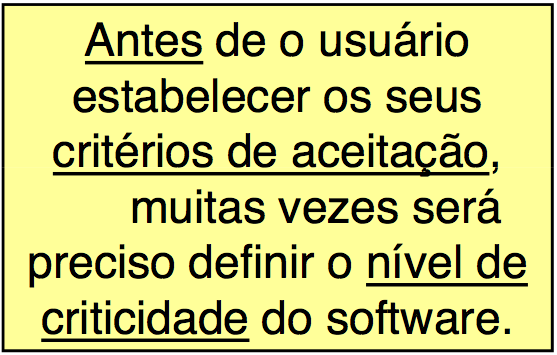 Antes de o usuário
estabelecer os seus
critérios de aceitação,
muitas vezes será
preciso definir o nível de
criticidade do software.